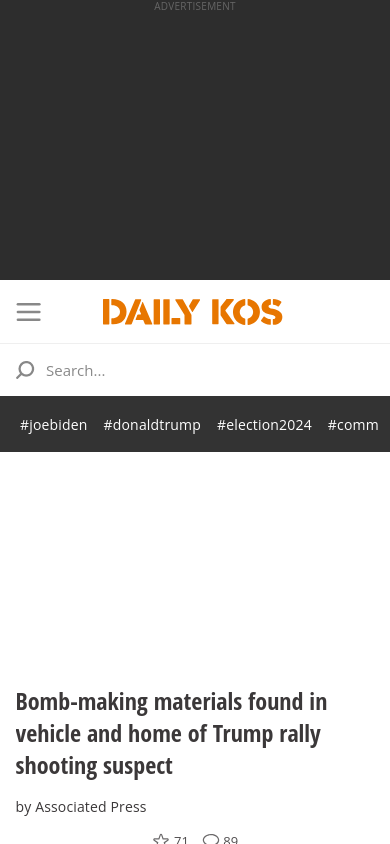 ADVERTISEMENT
DAILY KOS
Search...
#joebiden #donaldtrump #election2024 #comm
Bomb-making materials found in
vehicle and home of Trump rally
shooting suspect
by Associated Press
71 89